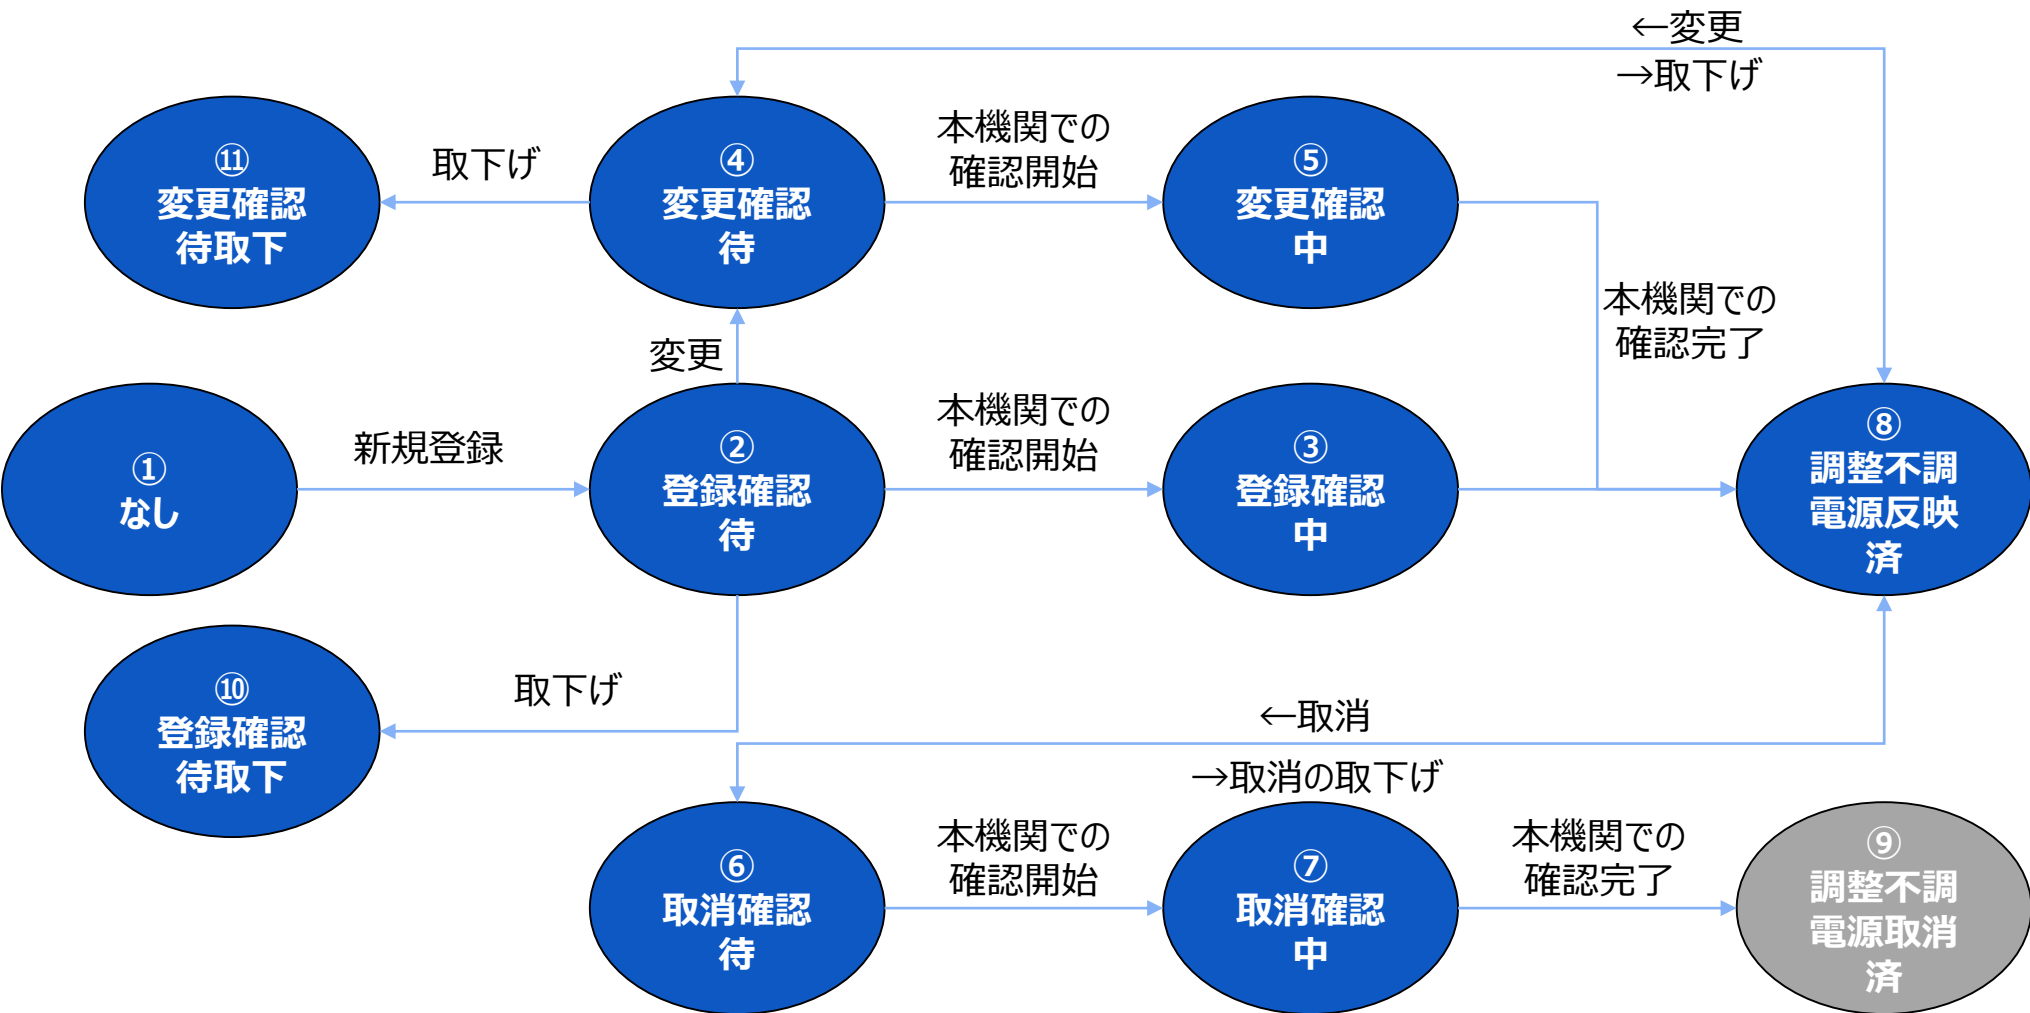 ←変更
→取下げ
⑪
変更確認
待取下
取下げ
④
変更確認
待
本機関での
確認開始
⑤
変更確認
中
本機関での
確認完了
変更
①
なし
新規登録
②
登録確認
待
本機関での
確認開始
③
登録確認
中
⑧
調整不調
電源反映
済
⑩
登録確認
待取下
取下げ
←取消
→取消の取下げ
⑥
取消確認
待
本機関での
確認開始
⑦
取消確認
中
本機関での
確認完了
⑨
調整不調
電源取消
済